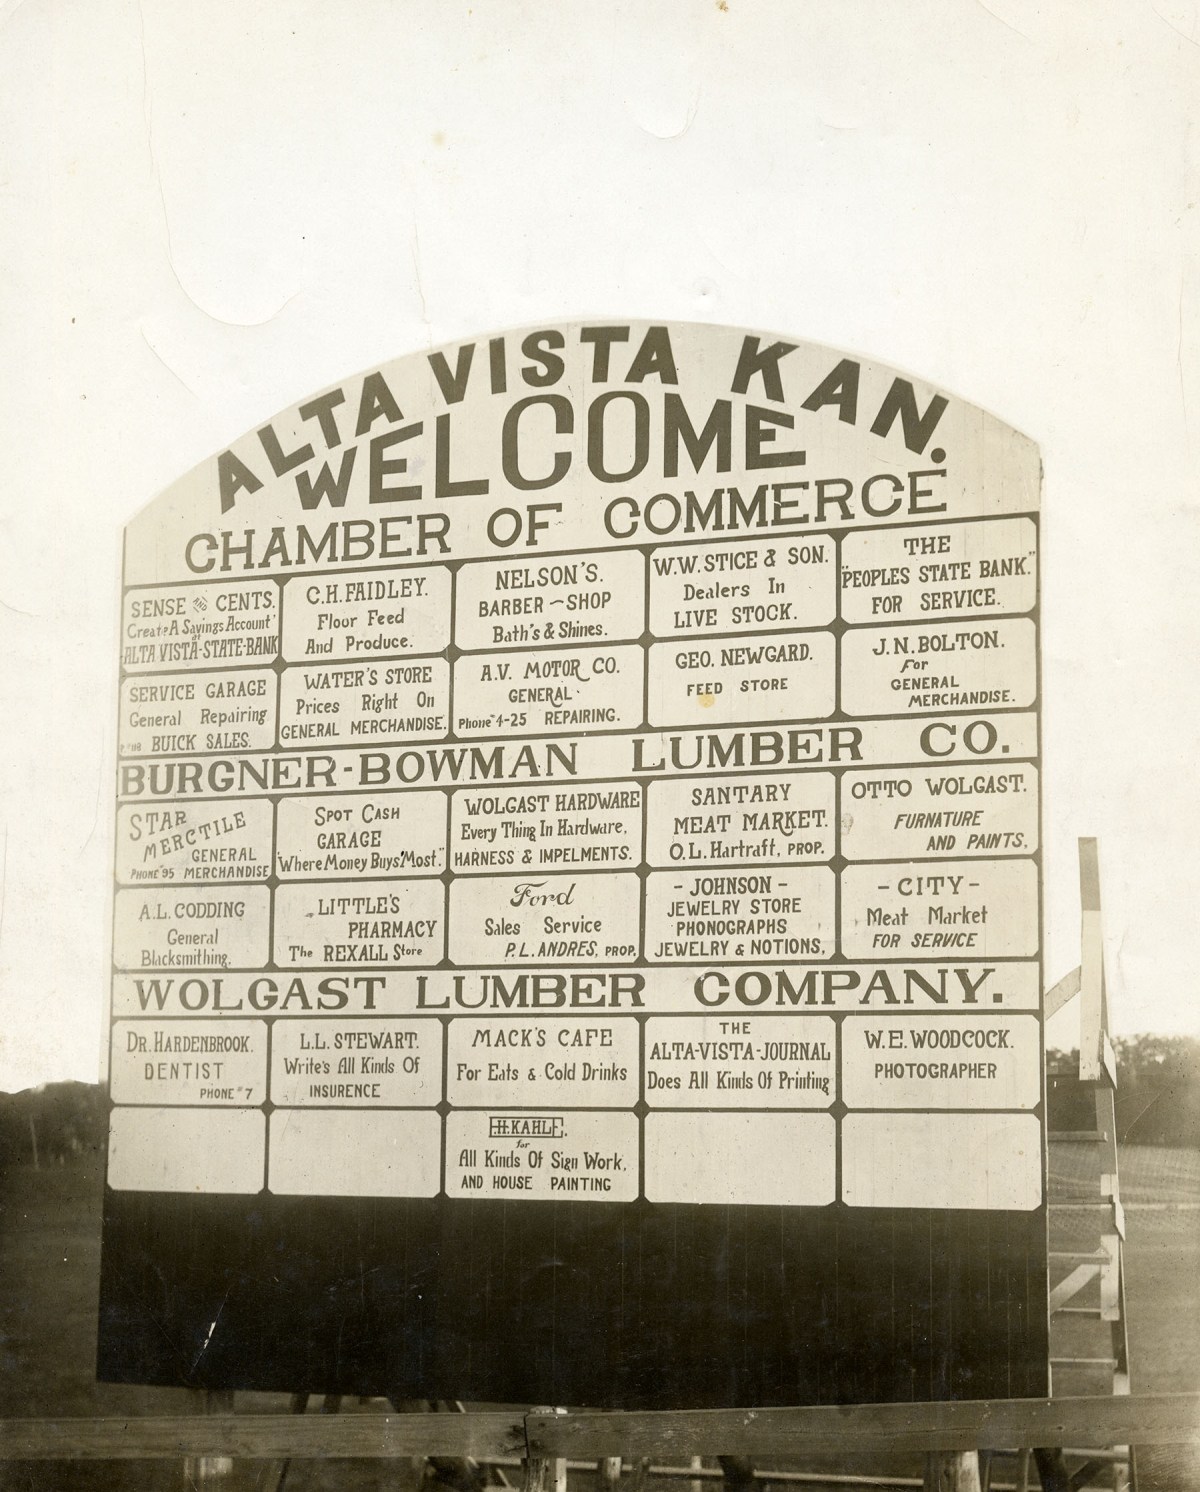 ALTA VISTA KAN.
WELCOME
CHAMBER OF COMMERCE
SENSE AND CENTS.
Create A Savings Account
at
ALTA VISTA-STATE-BANK
C.H. FAIDLEY.
Flour Feed
And Produce.
NELSON'S.
BARBER - SHOP
Bath's & Shines.
W.W. STICE & SON.
Dealers In
LIVE STOCK.
THE
"PEOPLES STATE BANK."
FOR SERVICE.
SERVICE GARAGE
General Repairing
BUICK SALES.
WATER'S STORE
Prices Right On
GENERAL MERCHANDISE.
A.V. MOTOR CO.
GENERAL
Phone 4-25 REPAIRING.
GEO. NEWGARD.
FEED STORE
J.N. BOLTON.
For
GENERAL
MERCHANDISE.
BURGNER-BOWMAN LUMBER CO.
STAR
MERCTILE
GENERAL
PHONE 95 MERCHANDISE
SPOT CASH
GARAGE
"Where Money Buys Most."
WOLGAST HARDWARE
Every Thing In Hardware,
HARNESS & IMPELMENTS.
SANTARY
MEAT MARKET.
O.L. Hartraft, PROP.
OTTO WOLGAST.
FURNATURE
AND PAINTS,
A.L. CODDING
General
Blacksmithing.
LITTLE'S
PHARMACY
The REXALL Store
Ford
Sales Service
P.L. ANDRES, PROP.
- JOHNSON -
JEWELRY STORE
PHONOGRAPHS
JEWELRY & NOTIONS,
- CITY -
Meat Market
FOR SERVICE
WOLGAST LUMBER COMPANY.
DR. HARDENBROOK.
DENTIST
PHONE # 7
L.L. STEWART.
Write's All Kinds Of
INSURENCE
MACK'S CAFE
For Eats & Cold Drinks
THE
ALTA-VISTA-JOURNAL
Does All Kinds Of Printing
W.E. WOODCOCK.
PHOTOGRAPHER
H.KAHLE.
for
All Kinds Of Sign Work,
AND HOUSE PAINTING